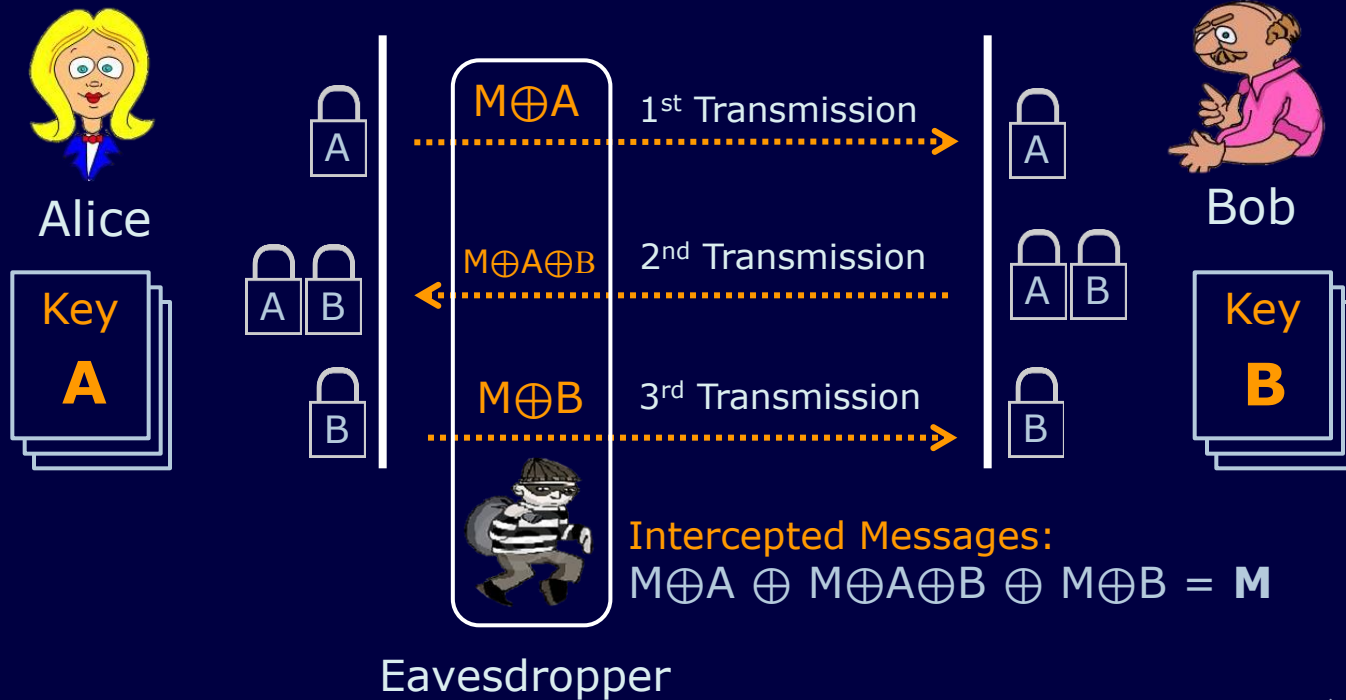 M⊕A
1st Transmission
A
A
Alice
Bob
M⊕A⊕B
2nd Transmission
A B
A B
Key
A
Key
B
M⊕B
3rd Transmission
B
B
Intercepted Messages:
M⊕A ⊕ M⊕A⊕B ⊕ M⊕B = M
Eavesdropper